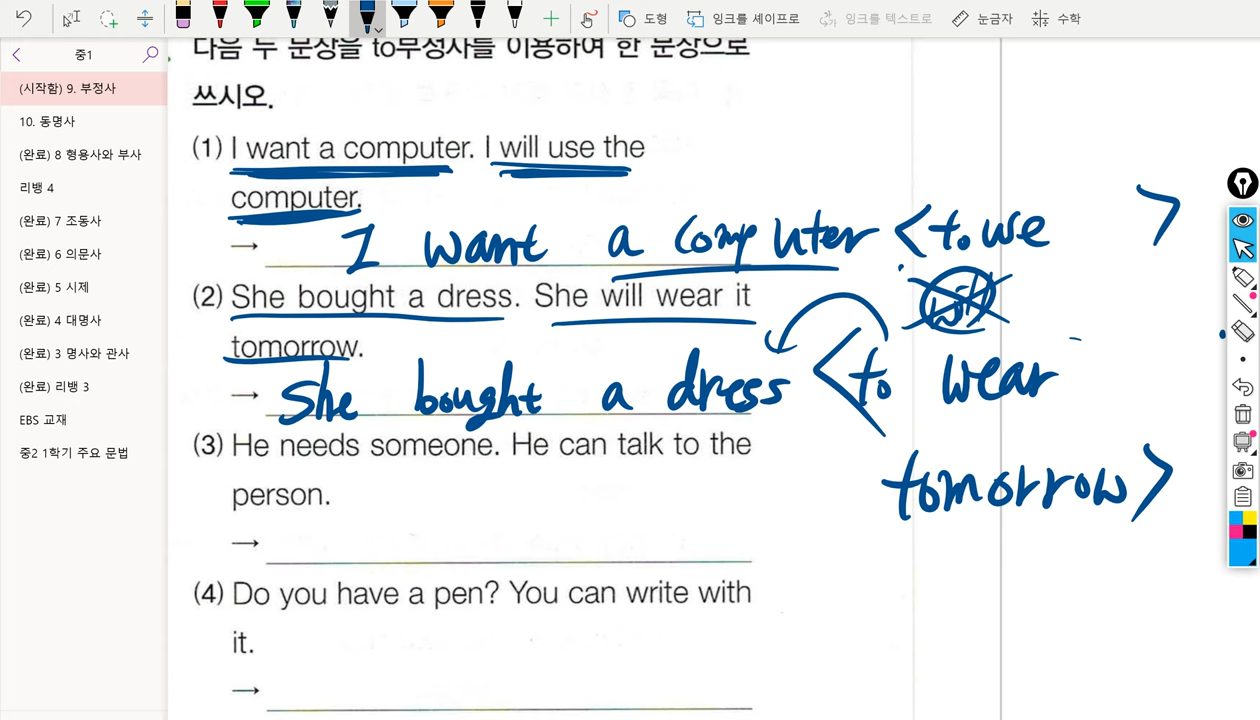 도형
잉크를 셰이프로
잉크를 텍스트로
눈금자
수학
중1
(시작함) 9. 부정사
10. 동명사
(완료) 8 형용사와 부사
리뱅 4
(완료) 7 조동사
(완료) 6 의문사
(완료) 5 시제
(완료) 4 대명사
(완료) 3 명사와 관사
(완료) 리뱅 3
EBS 교재
중2 1학기 주요 문법
다음 두 문장을 to부정사를 이용하여 한 문장으로
쓰시오.
(1) I want a computer. I will use the
computer.
→ I want a computer <to use >
(2) She bought a dress. She will wear it
will
tomorrow.
→ She bought a dress <to wear
tomorrow>
(3) He needs someone. He can talk to the
person.
→
(4) Do you have a pen? You can write with
it.
→